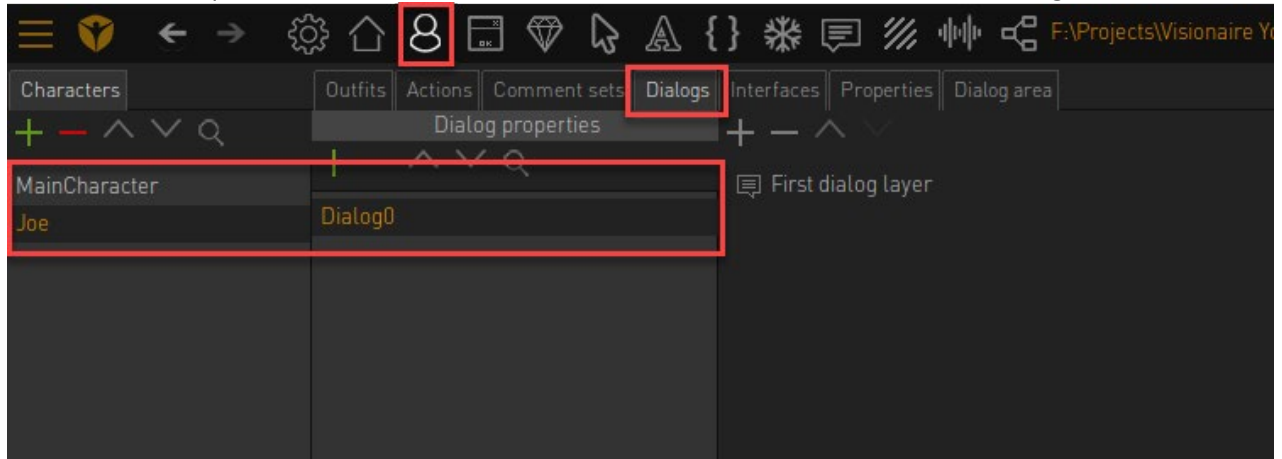 F:\Projects\Visionaire Yo
Characters
Outfits Actions Comment sets Dialogs Interfaces Properties Dialog area
Dialog properties
MainCharacter
First dialog layer
Joe
Dialog0